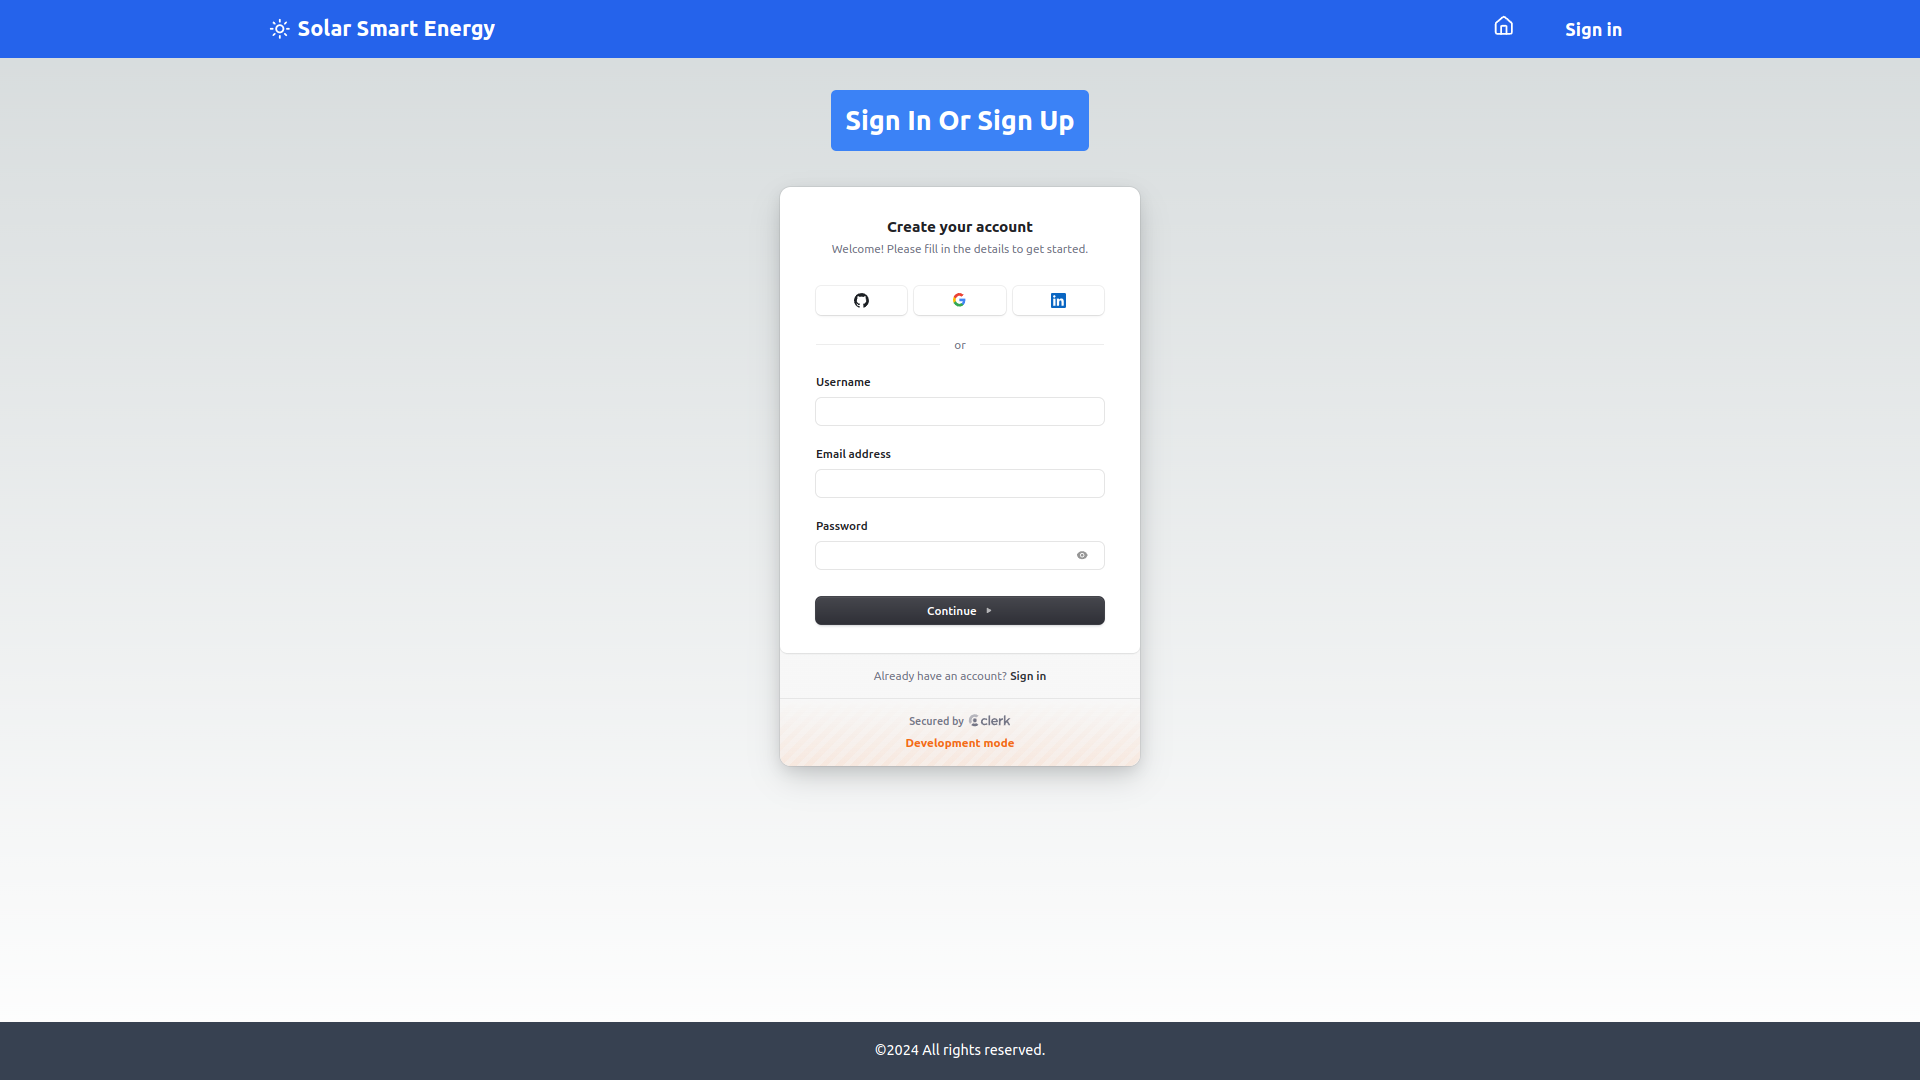 Solar Smart Energy
Sign in
Sign In Or Sign Up
Create your account
Welcome! Please fill in the details to get started.
or
Username
Email address
Password
Continue
Already have an account? Sign in
Secured by clerk
Development mode
©2024 All rights reserved.